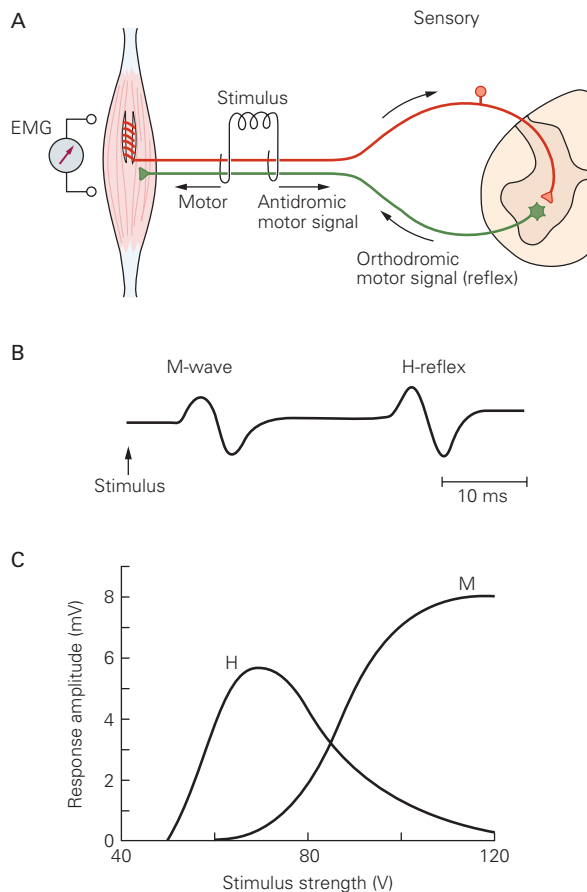 A
Sensory
EMG
Stimulus
Motor
Antidromic
motor signal
Orthodromic
motor signal (reflex)
B
M-wave
H-reflex
Stimulus
10 ms
C
Response amplitude (mV)
8
6
4
2
0
H
M
40
80
120
Stimulus strength (V)